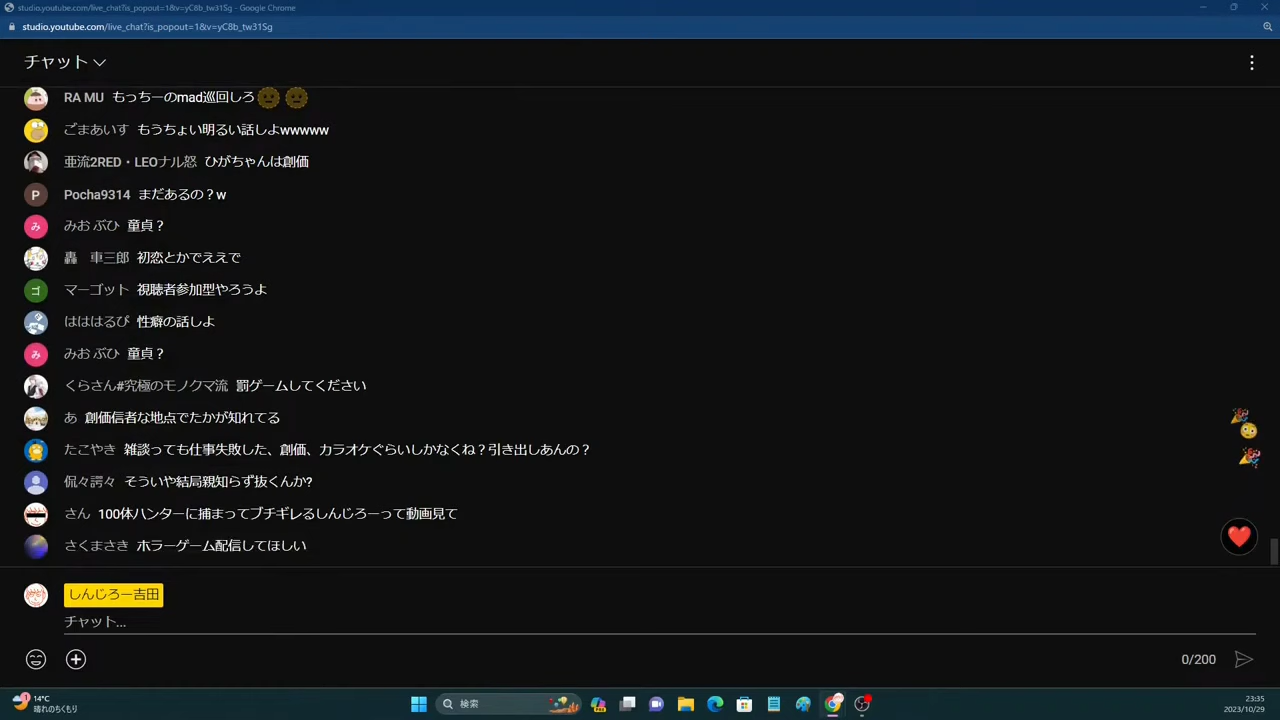 studio.youtube.com/live_chat?is_popout=1&v=yC8b_tw31Sg - Google Chrome
studio.youtube.com/live_chat?is_popout=1&v=yC8b_tw31Sg
チャット
RA MU もっちーのmad巡回しろ
ごまあいす もうちょい明るい話しよwwwww
亜流2RED・LEOナル怒 ひがちゃんは創価
P Pocha9314 まだあるの？w
み みお ぶひ 童貞？
轟 車三郎 初恋とかでええで
ゴ マーゴット 視聴者参加型やろうよ
はははるぴ 性癖の話しよ
み みお ぶひ 童貞？
くらさん#究極のモノクマ流 罰ゲームしてください
あ 創価信者な地点でたかが知れてる
たこやき 雑談っても仕事失敗した、創価、カラオケぐらいしかなくね？引き出しあんの？
侃々諤々 そういや結局親知らず抜くんか?
さん 100体ハンターに捕まってブチギレるしんじろーって動画見て
さくまさき ホラーゲーム配信してほしい
しんじろー吉田
チャット...
0/200
1
14°C
晴れのちくもり
検索
23:35
2023/10/29